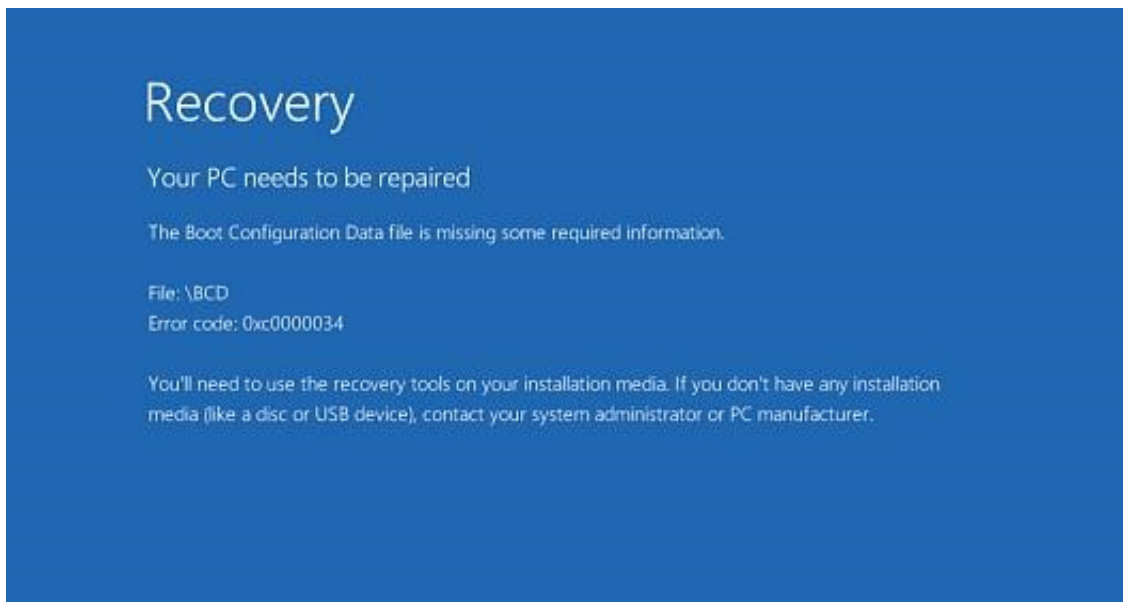 Recovery
Your PC needs to be repaired
The Boot Configuration Data file is missing some required information.
File: \BCD
Error code: 0xc0000034
You'll need to use the recovery tools on your installation media. If you don't have any installation
media (like a disc or USB device), contact your system administrator or PC manufacturer.